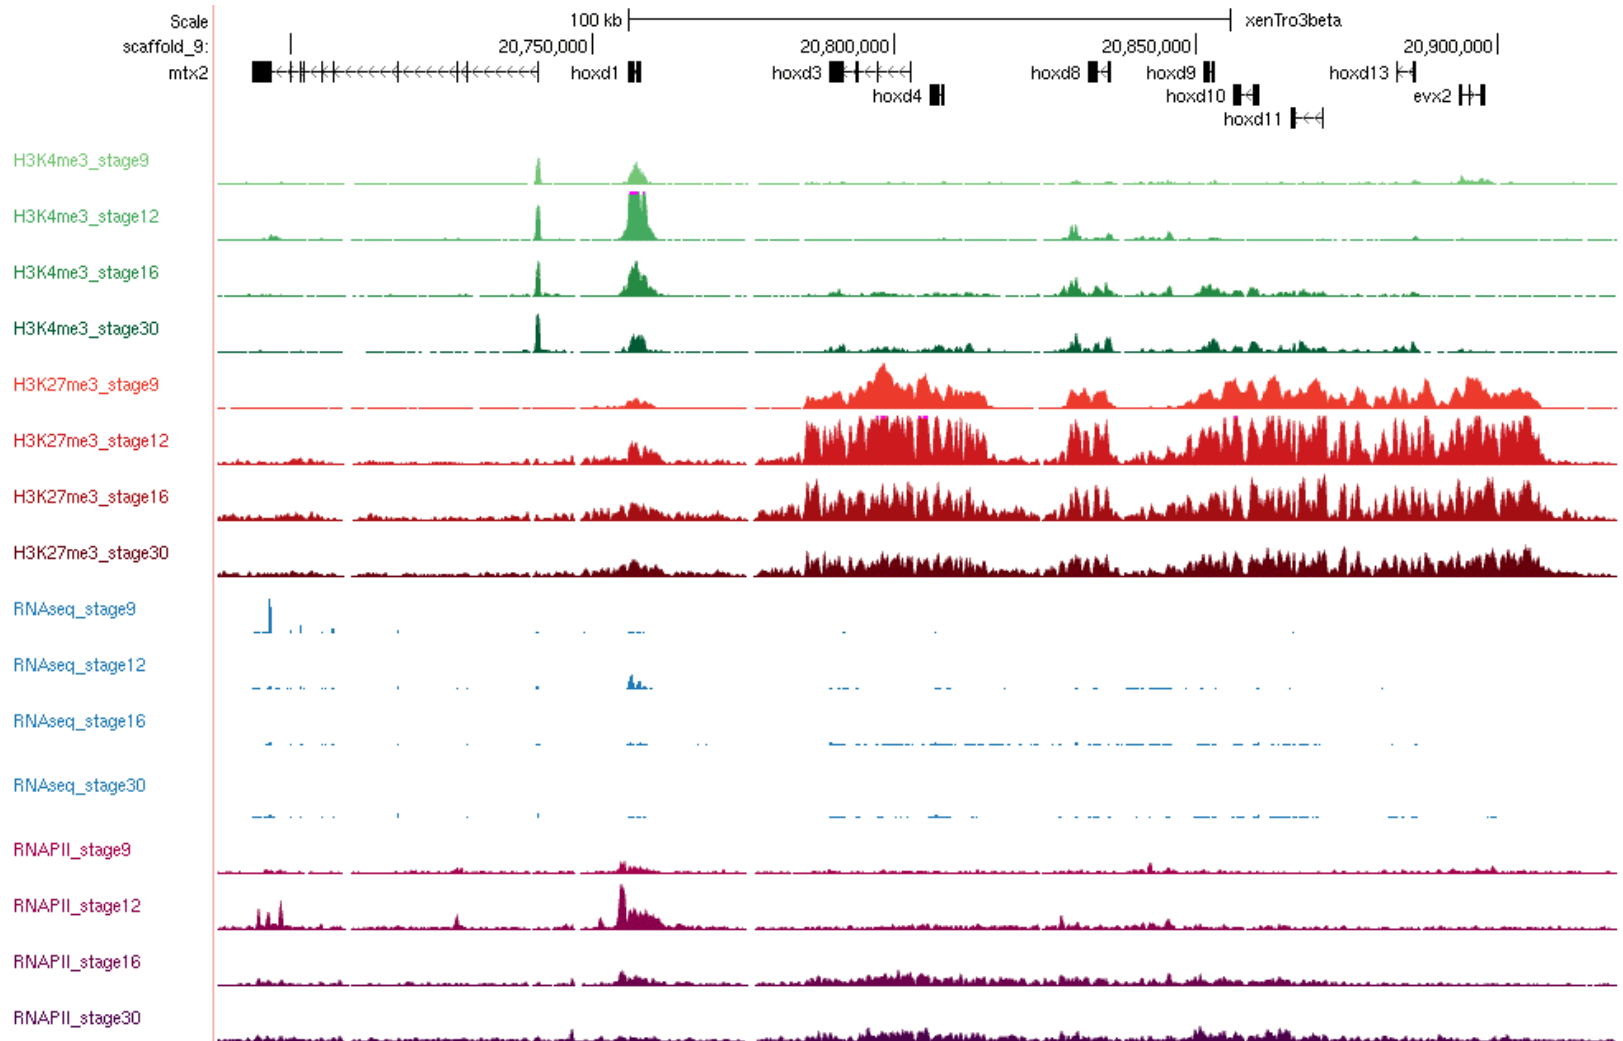 Scale 100 kb xenTro3beta
scaffold_9: 20,750,000 20,800,000 20,850,000 20,900,000
mtx2 hoxd1 hoxd3 hoxd8 hoxd9 hoxd13
hoxd4 hoxd10 evx2
hoxd11
H3K4me3_stage9
H3K4me3_stage12
H3K4me3_stage16
H3K4me3_stage30
H3K27me3_stage9
H3K27me3_stage12
H3K27me3_stage16
H3K27me3_stage30
RNAseq_stage9
RNAseq_stage12
RNAseq_stage16
RNAseq_stage30
RNAPII_stage9
RNAPII_stage12
RNAPII_stage16
RNAPII_stage30